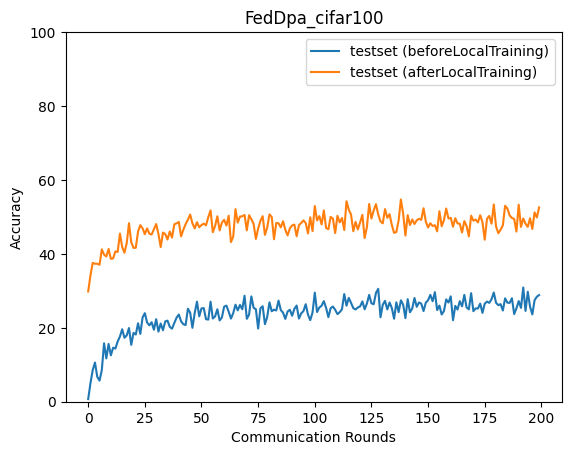 FedDpa_cifar100
testset (beforeLocalTraining)
testset (afterLocalTraining)
Accuracy
100
80
60
40
20
0
0 25 50 75 100 125 150 175 200
Communication Rounds